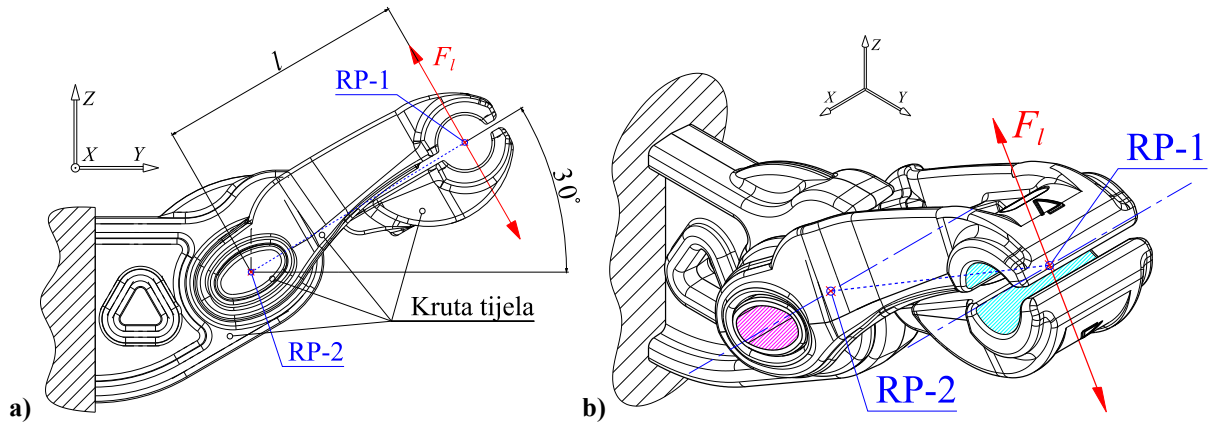 l
F_l
RP-1
Z
X
Y
30°
Kruta tijela
RP-2
a)
Z
X
Y
F_l
RP-1
RP-2
b)